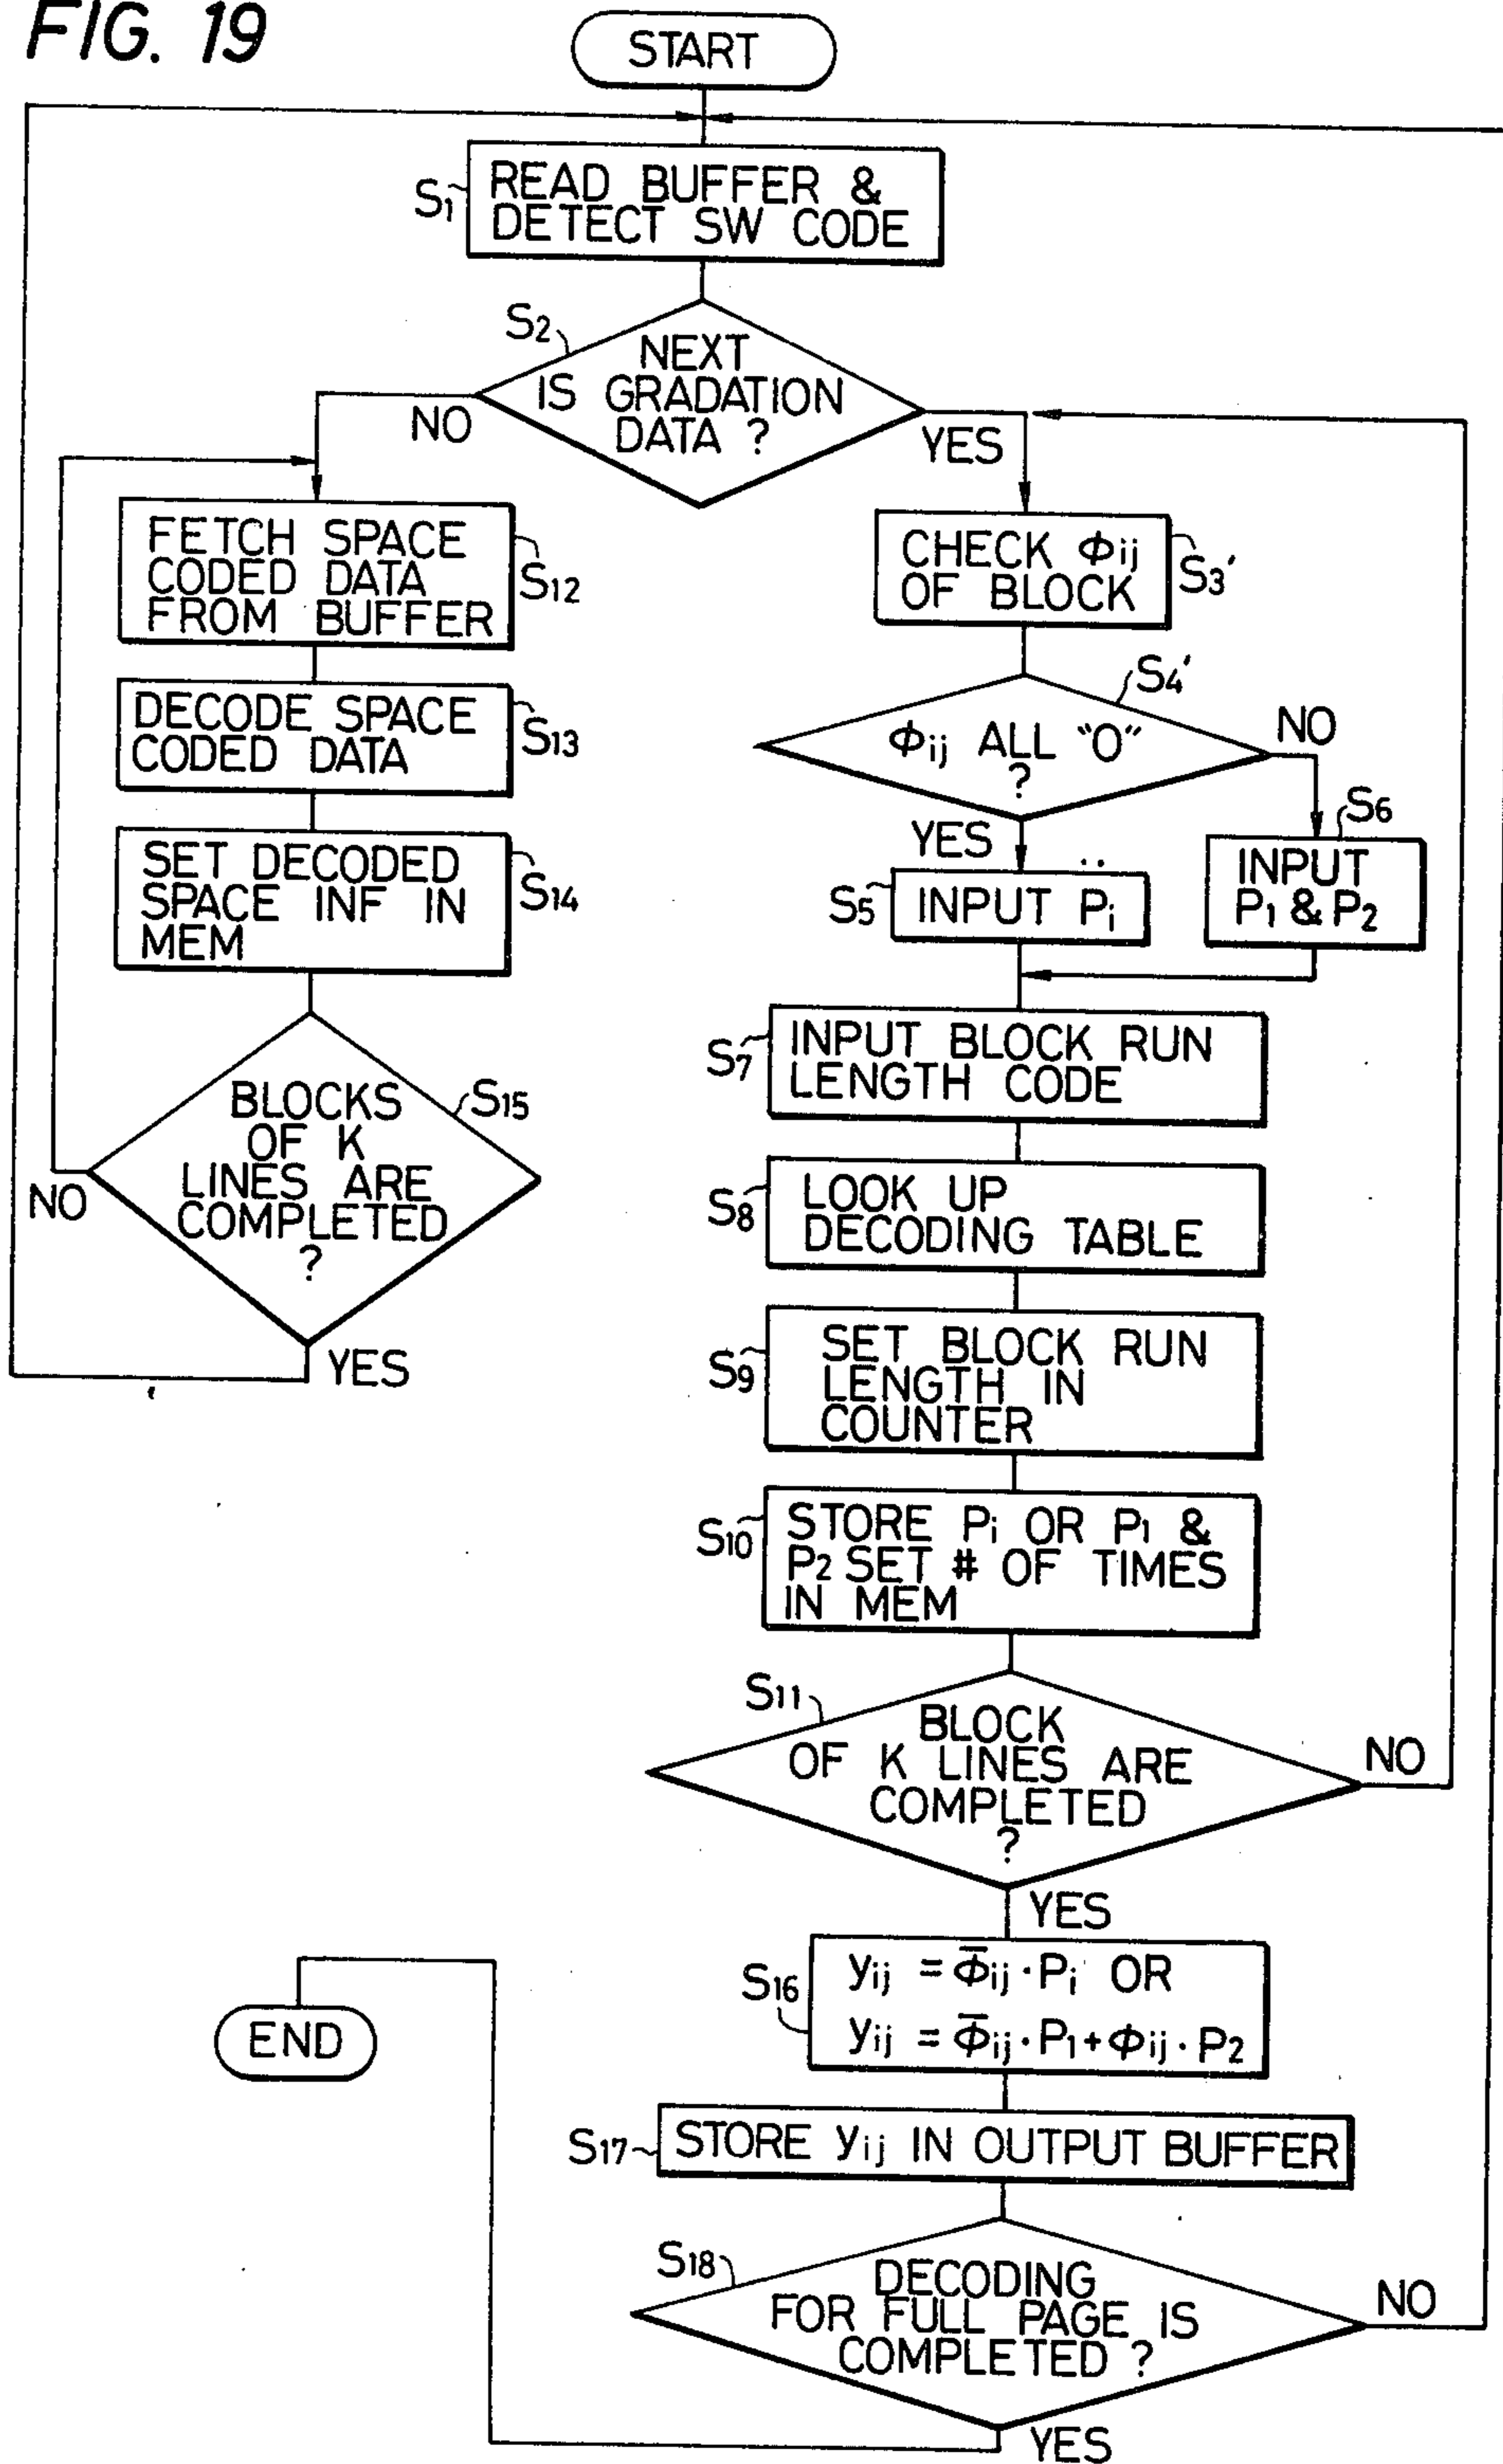 FIG. 19
START
S1
READ BUFFER &
DETECT SW CODE
S2
NEXT
IS GRADATION
DATA ?
NO
YES
FETCH SPACE
CODED DATA
FROM BUFFER
S12
DECODE SPACE
CODED DATA
S13
SET DECODED
SPACE INF IN
MEM
S14
BLOCKS
OF K
LINES ARE
COMPLETED
?
S15
NO
YES
CHECK ϕij
OF BLOCK
S3'
S4'
ϕij ALL "0"
?
NO
YES
S5
INPUT Pi
S6
INPUT
P1 & P2
S7
INPUT BLOCK RUN
LENGTH CODE
S8
LOOK UP
DECODING TABLE
S9
SET BLOCK RUN
LENGTH IN
COUNTER
S10
STORE Pi OR P1 &
P2 SET # OF TIMES
IN MEM
S11
BLOCK
OF K LINES ARE
COMPLETED
?
NO
YES
S16
yij = ϕ̅ij · Pi OR
yij = ϕ̅ij · P1 + ϕij · P2
END
S17
STORE yij IN OUTPUT BUFFER
S18
DECODING
FOR FULL PAGE IS
COMPLETED ?
NO
YES